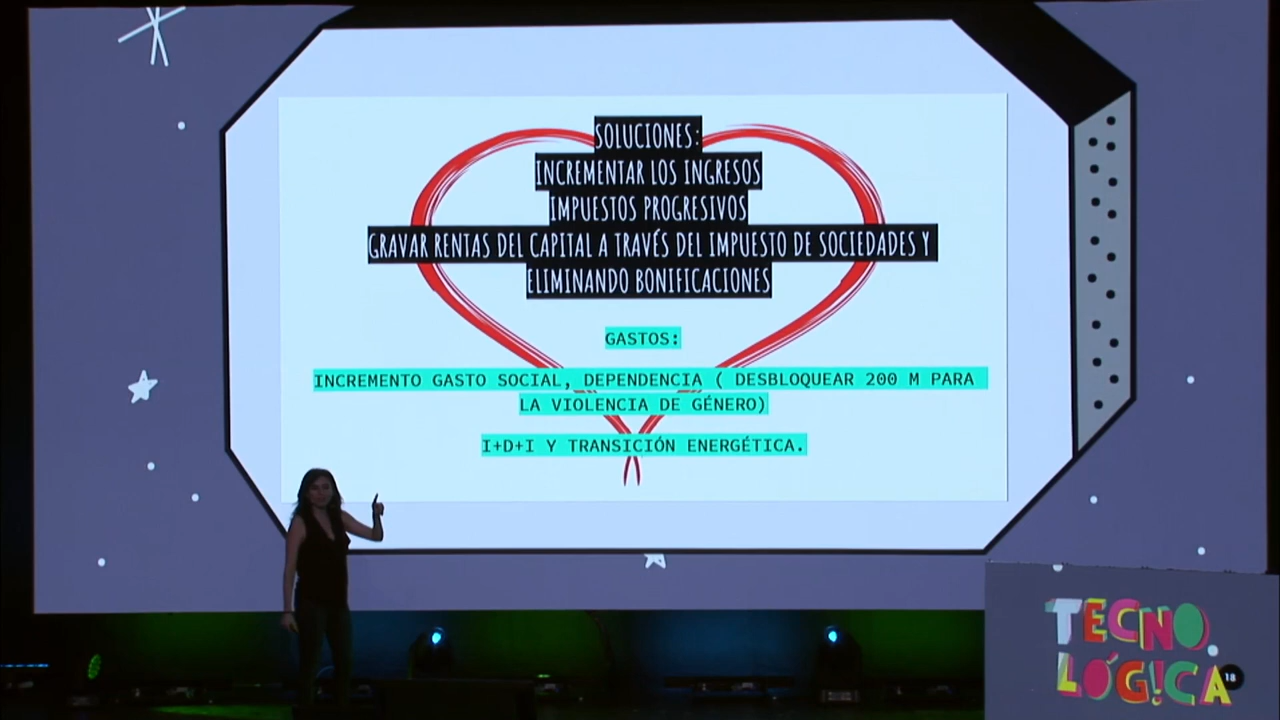 SOLUCIONES:
INCREMENTAR LOS INGRESOS
IMPUESTOS PROGRESIVOS
GRAVAR RENTAS DEL CAPITAL A TRAVÉS DEL IMPUESTO DE SOCIEDADES Y
ELIMINANDO BONIFICACIONES
GASTOS:
INCREMENTO GASTO SOCIAL, DEPENDENCIA ( DESBLOQUEAR 200 M PARA
LA VIOLENCIA DE GÉNERO)
I+D+I Y TRANSICIÓN ENERGÉTICA.
TECNO
LÓG!CA 18